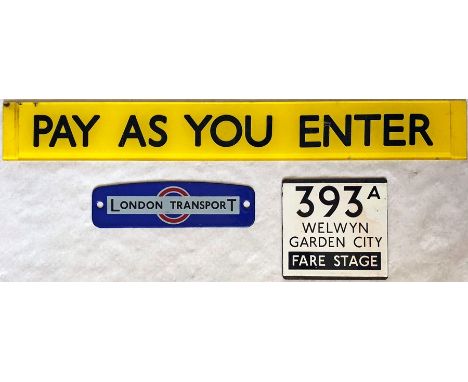 PAY AS YOU ENTER
LONDON TRANSPORT
393A
WELWYN
GARDEN CITY
FARE STAGE